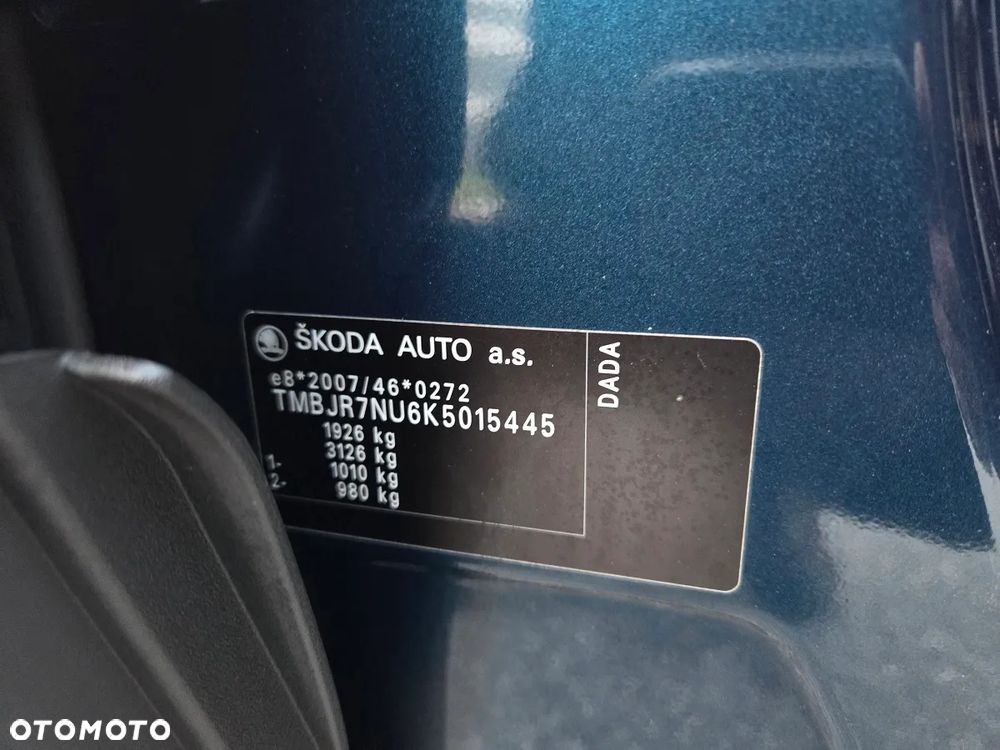 ŠKODA AUTO a.s.
e8*2007/46*0272
TMBJR7NU6K5015445
1926 kg
3126 kg
1- 1010 kg
2- 980 kg
DADA
OTOMOTO